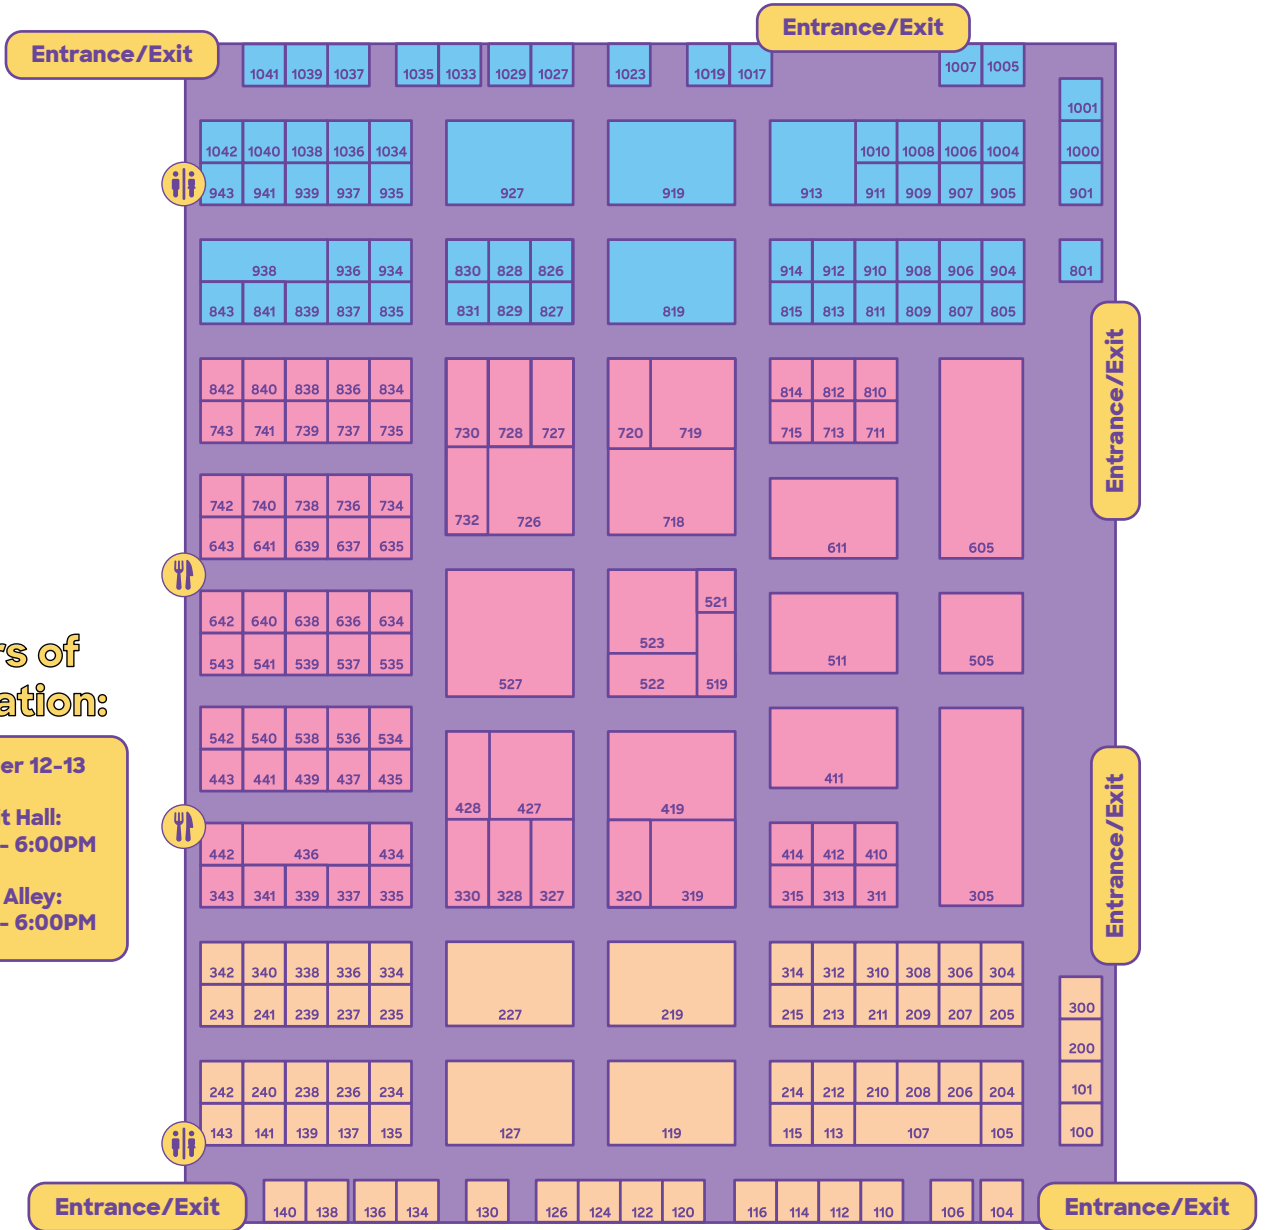 Entrance/Exit
Entrance/Exit
1041 1039 1037 1035 1033 1029 1027 1023 1019 1017 1007 1005
1001
1042 1040 1038 1036 1034 1010 1008 1006 1004 1000
943 941 939 937 935 927 919 913 911 909 907 905 901
938 936 934 830 828 826 914 912 910 908 906 904 801
843 841 839 837 835 831 829 827 819 815 813 811 809 807 805
Entrance/Exit
842 840 838 836 834 814 812 810
743 741 739 737 735 730 728 727 720 719 715 713 711
742 740 738 736 734
732 726 718
643 641 639 637 635 611 605
521
642 640 638 636 634
523
543 541 539 537 535 511 505
527 522 519
rs of
ation:
542 540 538 536 534
er 12-13
443 441 439 437 435 411
428 427 419
t Hall:
– 6:00PM
Alley:
– 6:00PM
Entrance/Exit
442 436 434 414 412 410
343 341 339 337 335 330 328 327 320 319 315 313 311 305
342 340 338 336 334 314 312 310 308 306 304
300
243 241 239 237 235 227 219 215 213 211 209 207 205
200
242 240 238 236 234 214 212 210 208 206 204 101
143 141 139 137 135 127 119 115 113 107 105 100
Entrance/Exit
140 138 136 134 130 126 124 122 120 116 114 112 110 106 104
Entrance/Exit